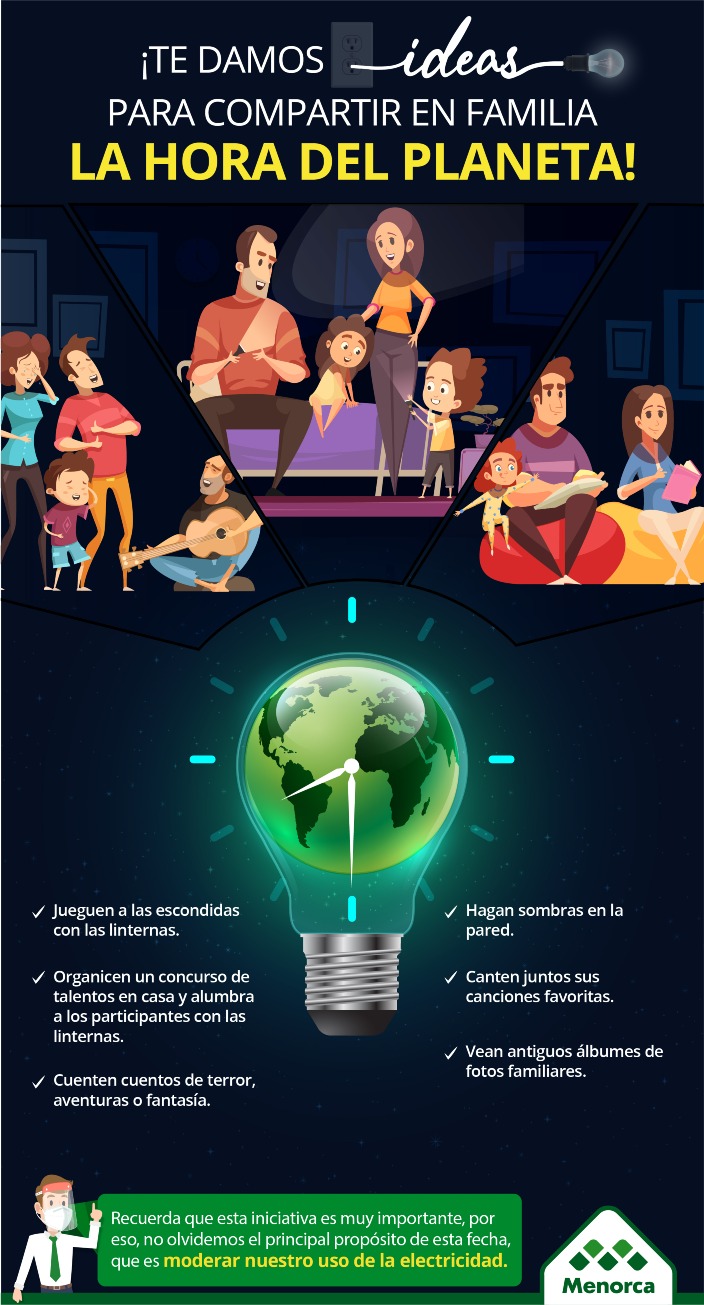 ¡TE DAMOS ideas
PARA COMPARTIR EN FAMILIA
LA HORA DEL PLANETA!
Jueguen a las escondidas
con las linternas.
Organicen un concurso de
talentos en casa y alumbra
a los participantes con las
linternas.
Cuenten cuentos de terror,
aventuras o fantasía.
Hagan sombras en la
pared.
Canten juntos sus
canciones favoritas.
Vean antiguos álbumes de
fotos familiares.
Recuerda que esta iniciativa es muy importante, por
eso, no olvidemos el principal propósito de esta fecha,
que es moderar nuestro uso de la electricidad.
Menorca